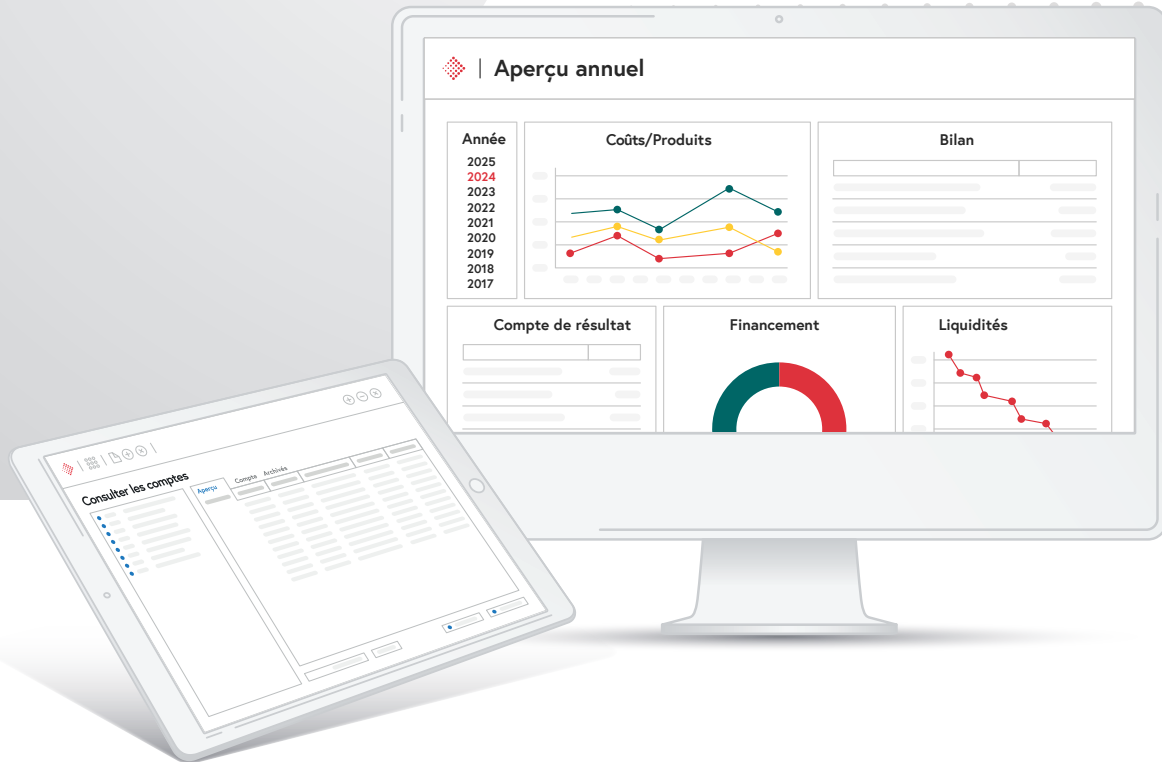 Aperçu annuel
Année
2025
2024
2023
2022
2021
2020
2019
2018
2017
Coûts/Produits
Bilan
Compte de résultat
Financement
Liquidités
Consulter les comptes
Aperçu
Compte
Archivés